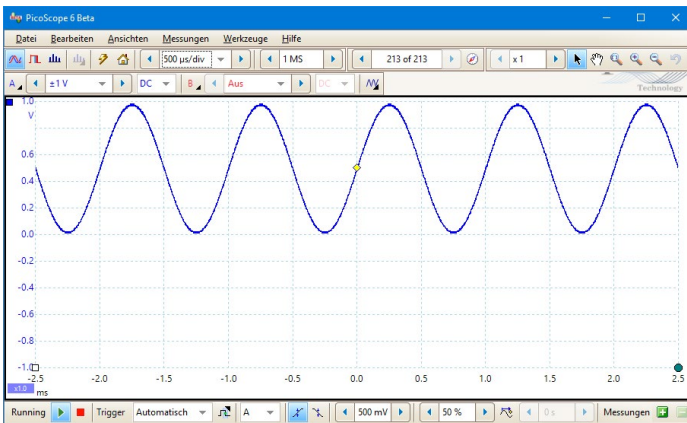 PicoScope 6 Beta
Datei Bearbeiten Ansichten Messungen Werkzeuge Hilfe
500 µs/div 1 MS 213 of 213 x 1
A ±1 V DC B Aus DC
Technology
1.0
V
0.6
0.4
0.2
0.0
-0.4
-0.6
-0.8
-1.0
-2.5 -2.0 -1.5 -1.0 -0.5 0.0 0.5 1.0 1.5 2.0 2.5
x1.0 ms
Running Trigger Automatisch A 500 mV 50 % 0 s Messungen